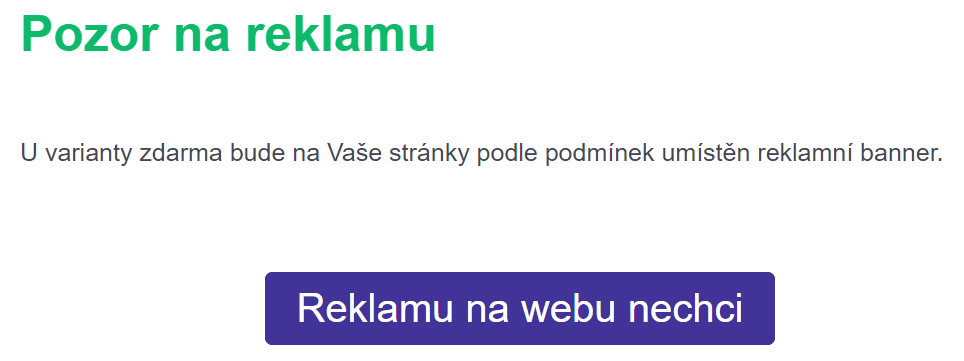 Pozor na reklamu
U varianty zdarma bude na Vaše stránky podle podmínek umístěn reklamní banner.
Reklamu na webu nechci